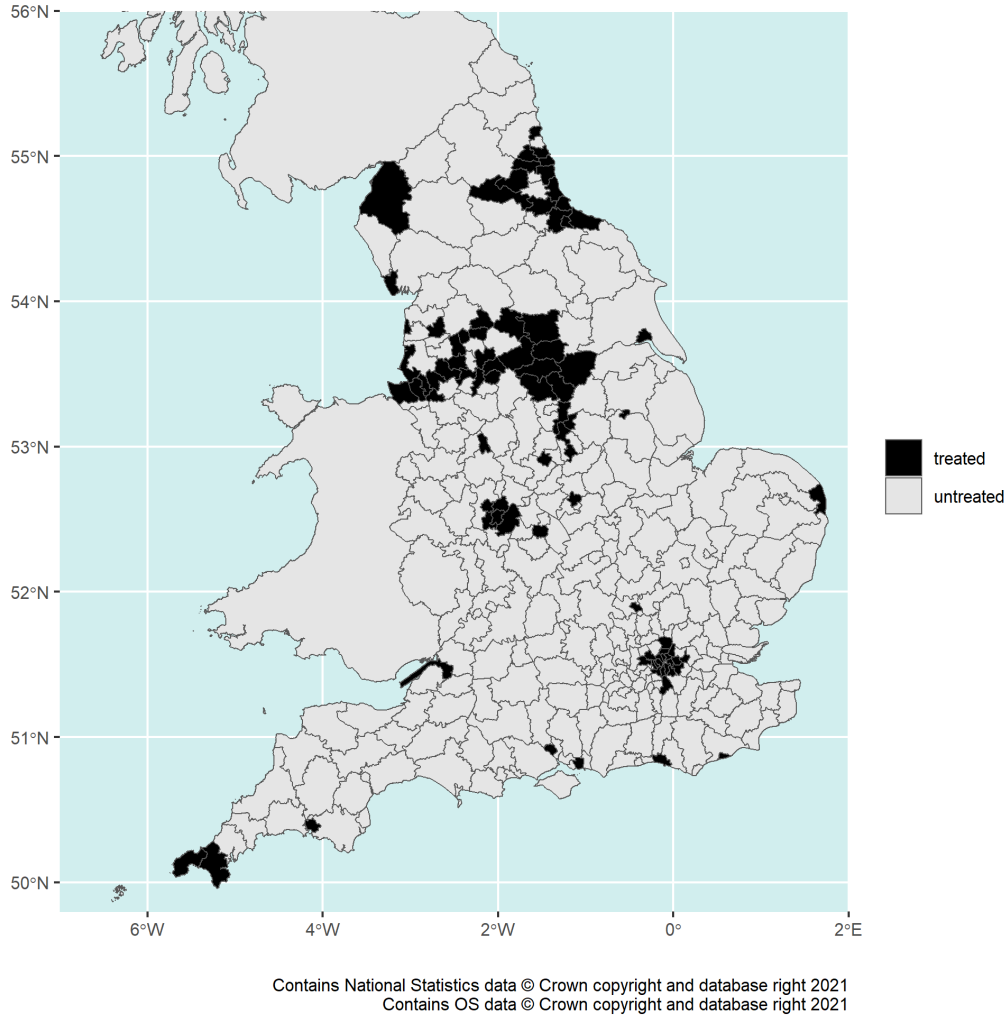 56°N
55°N
54°N
53°N
52°N
51°N
50°N
6°W 4°W 2°W 0° 2°E
treated
untreated
Contains National Statistics data © Crown copyright and database right 2021
Contains OS data © Crown copyright and database right 2021